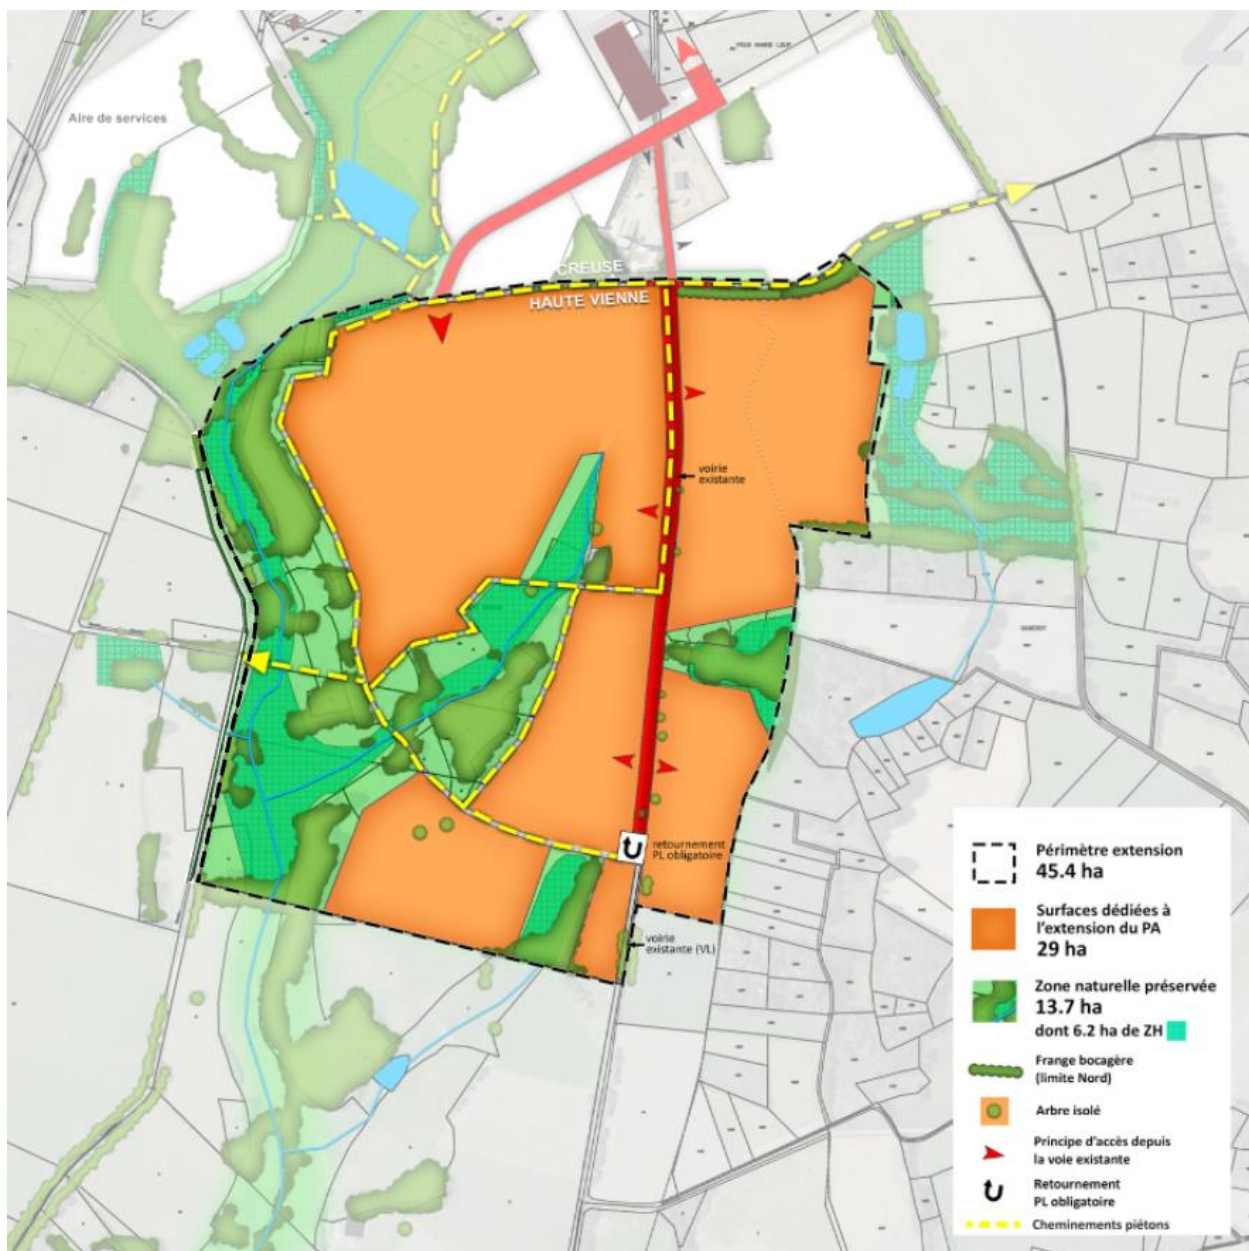 Aire de services
CREUSE
HAUTE VIENNE
voirie
existante
retournement
PL obligatoire
voirie
existante (VL)
Périmètre extension
45.4 ha
Surfaces dédiées à
l'extension du PA
29 ha
Zone naturelle préservée
13.7 ha
dont 6.2 ha de ZH
Frange bocagère
(limite Nord)
Arbre isolé
Principe d'accès depuis
la voie existante
Retournement
PL obligatoire
Cheminements piétons